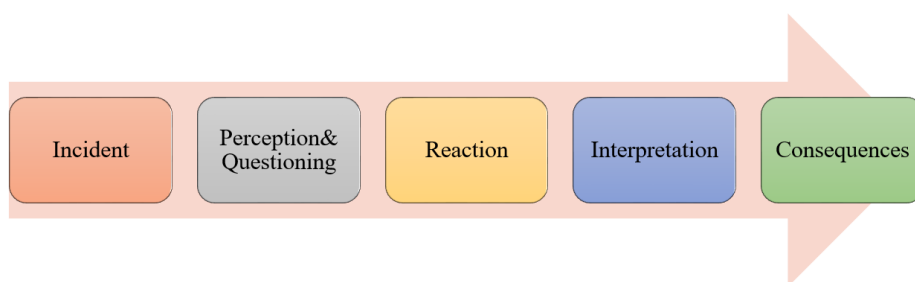 Incident
Perception&
Questioning
Reaction
Interpretation
Consequences